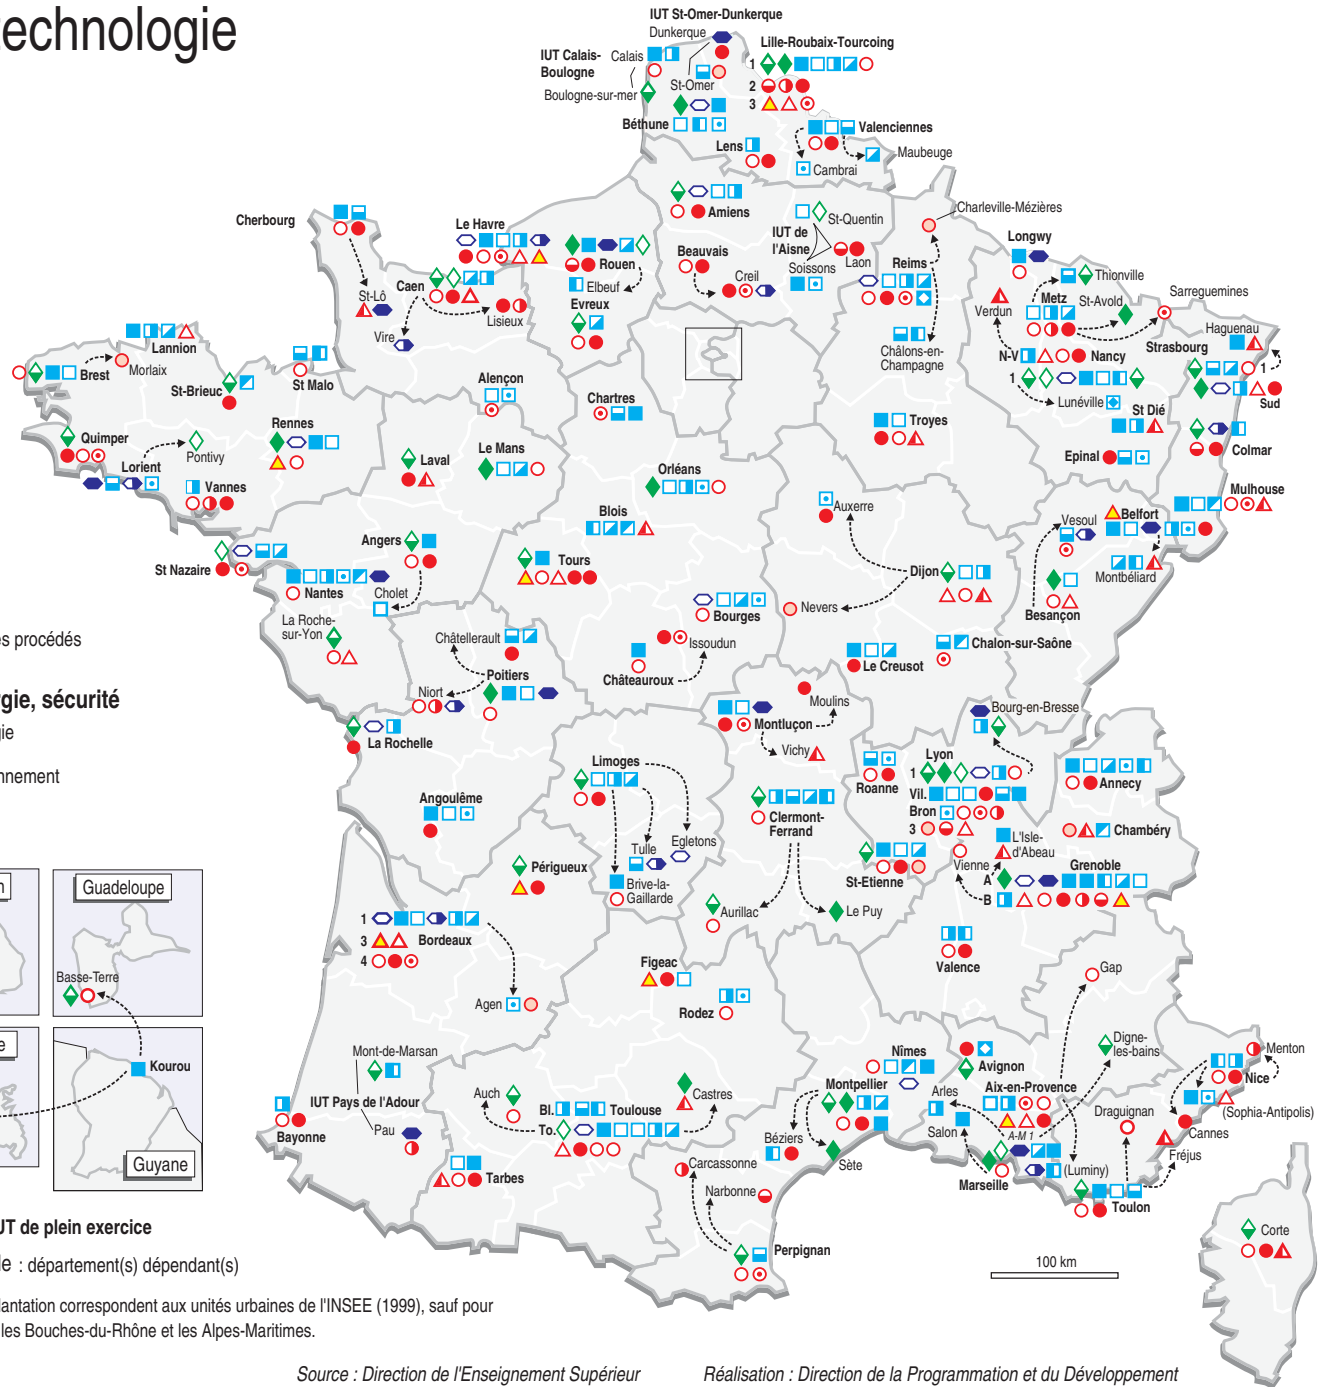 technologie
IUT St-Omer-Dunkerque
Dunkerque
Lille-Roubaix-Tourcoing
IUT Calais-
Boulogne
Calais
1
2
3
St-Omer
Boulogne-sur-mer
Béthune
Valenciennes
Lens
Maubeuge
Cambrai
Amiens
St-Quentin
IUT de
l'Aisne
Soissons
Laon
Charleville-Mézières
Cherbourg
Le Havre
Rouen
Elbeuf
Beauvais
Creil
Reims
Longwy
Thionville
St-Lô
Caen
Lisieux
Vire
Evreux
Châlons-en-
Champagne
Verdun
Metz
St-Avold
Sarreguemines
Haguenau
N-V
Nancy
1
Lunéville
Strasbourg
1
Sud
Lannion
Brest
Morlaix
St-Brieuc
St Malo
Alençon
Chartres
Troyes
St Dié
Epinal
Colmar
Quimper
Rennes
Pontivy
Lorient
Vannes
Laval
Le Mans
Orléans
Blois
Auxerre
Mulhouse
Vesoul
Belfort
Montbéliard
St Nazaire
Angers
Nantes
Cholet
Tours
Bourges
Nevers
Dijon
Besançon
La Roche-
sur-Yon
Châtellerault
Poitiers
Niort
Issoudun
Châteauroux
Le Creusot
Chalon-sur-Saône
es procédés
rgie, sécurité
gie
nnement
La Rochelle
Moulins
Montluçon
Vichy
Bourg-en-Bresse
Limoges
Angoulême
Tulle
Egletons
Brive-la-
Gaillarde
Clermont-
Ferrand
Roanne
Lyon
1
Vil.
Bron
3
Annecy
Chambéry
L'Isle-
d'Abeau
Vienne
Grenoble
A
B
St-Etienne
Périgueux
Aurillac
Le Puy
Valence
1
3
Bordeaux
4
Agen
Figeac
Rodez
Gap
n
Guadeloupe
Basse-Terre
e
Kourou
Guyane
Mont-de-Marsan
IUT Pays de l'Adour
Pau
Bayonne
Tarbes
Auch
Bl.
Toulouse
To.
Castres
Nîmes
Montpellier
Béziers
Sète
Avignon
Arles
Aix-en-Provence
Salon
A-M 1
Marseille
(Luminy)
Digne-
les-bains
Draguignan
Toulon
Menton
Nice
(Sophia-Antipolis)
Cannes
Fréjus
Carcassonne
Narbonne
Perpignan
Corte
100 km
UT de plein exercice
le : département(s) dépendant(s)
lantation correspondent aux unités urbaines de l'INSEE (1999), sauf pour
les Bouches-du-Rhône et les Alpes-Maritimes.
Source : Direction de l'Enseignement Supérieur
Réalisation : Direction de la Programmation et du Développement